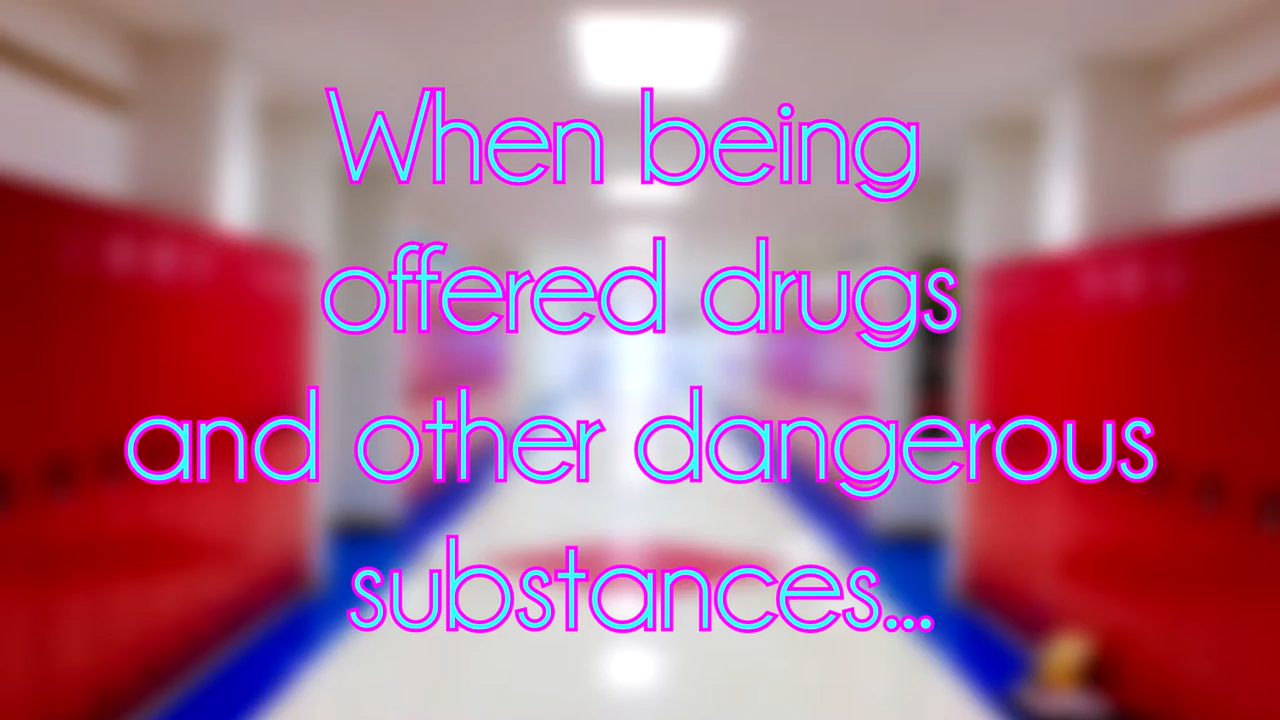 When being
offered drugs
and other dangerous
substances...